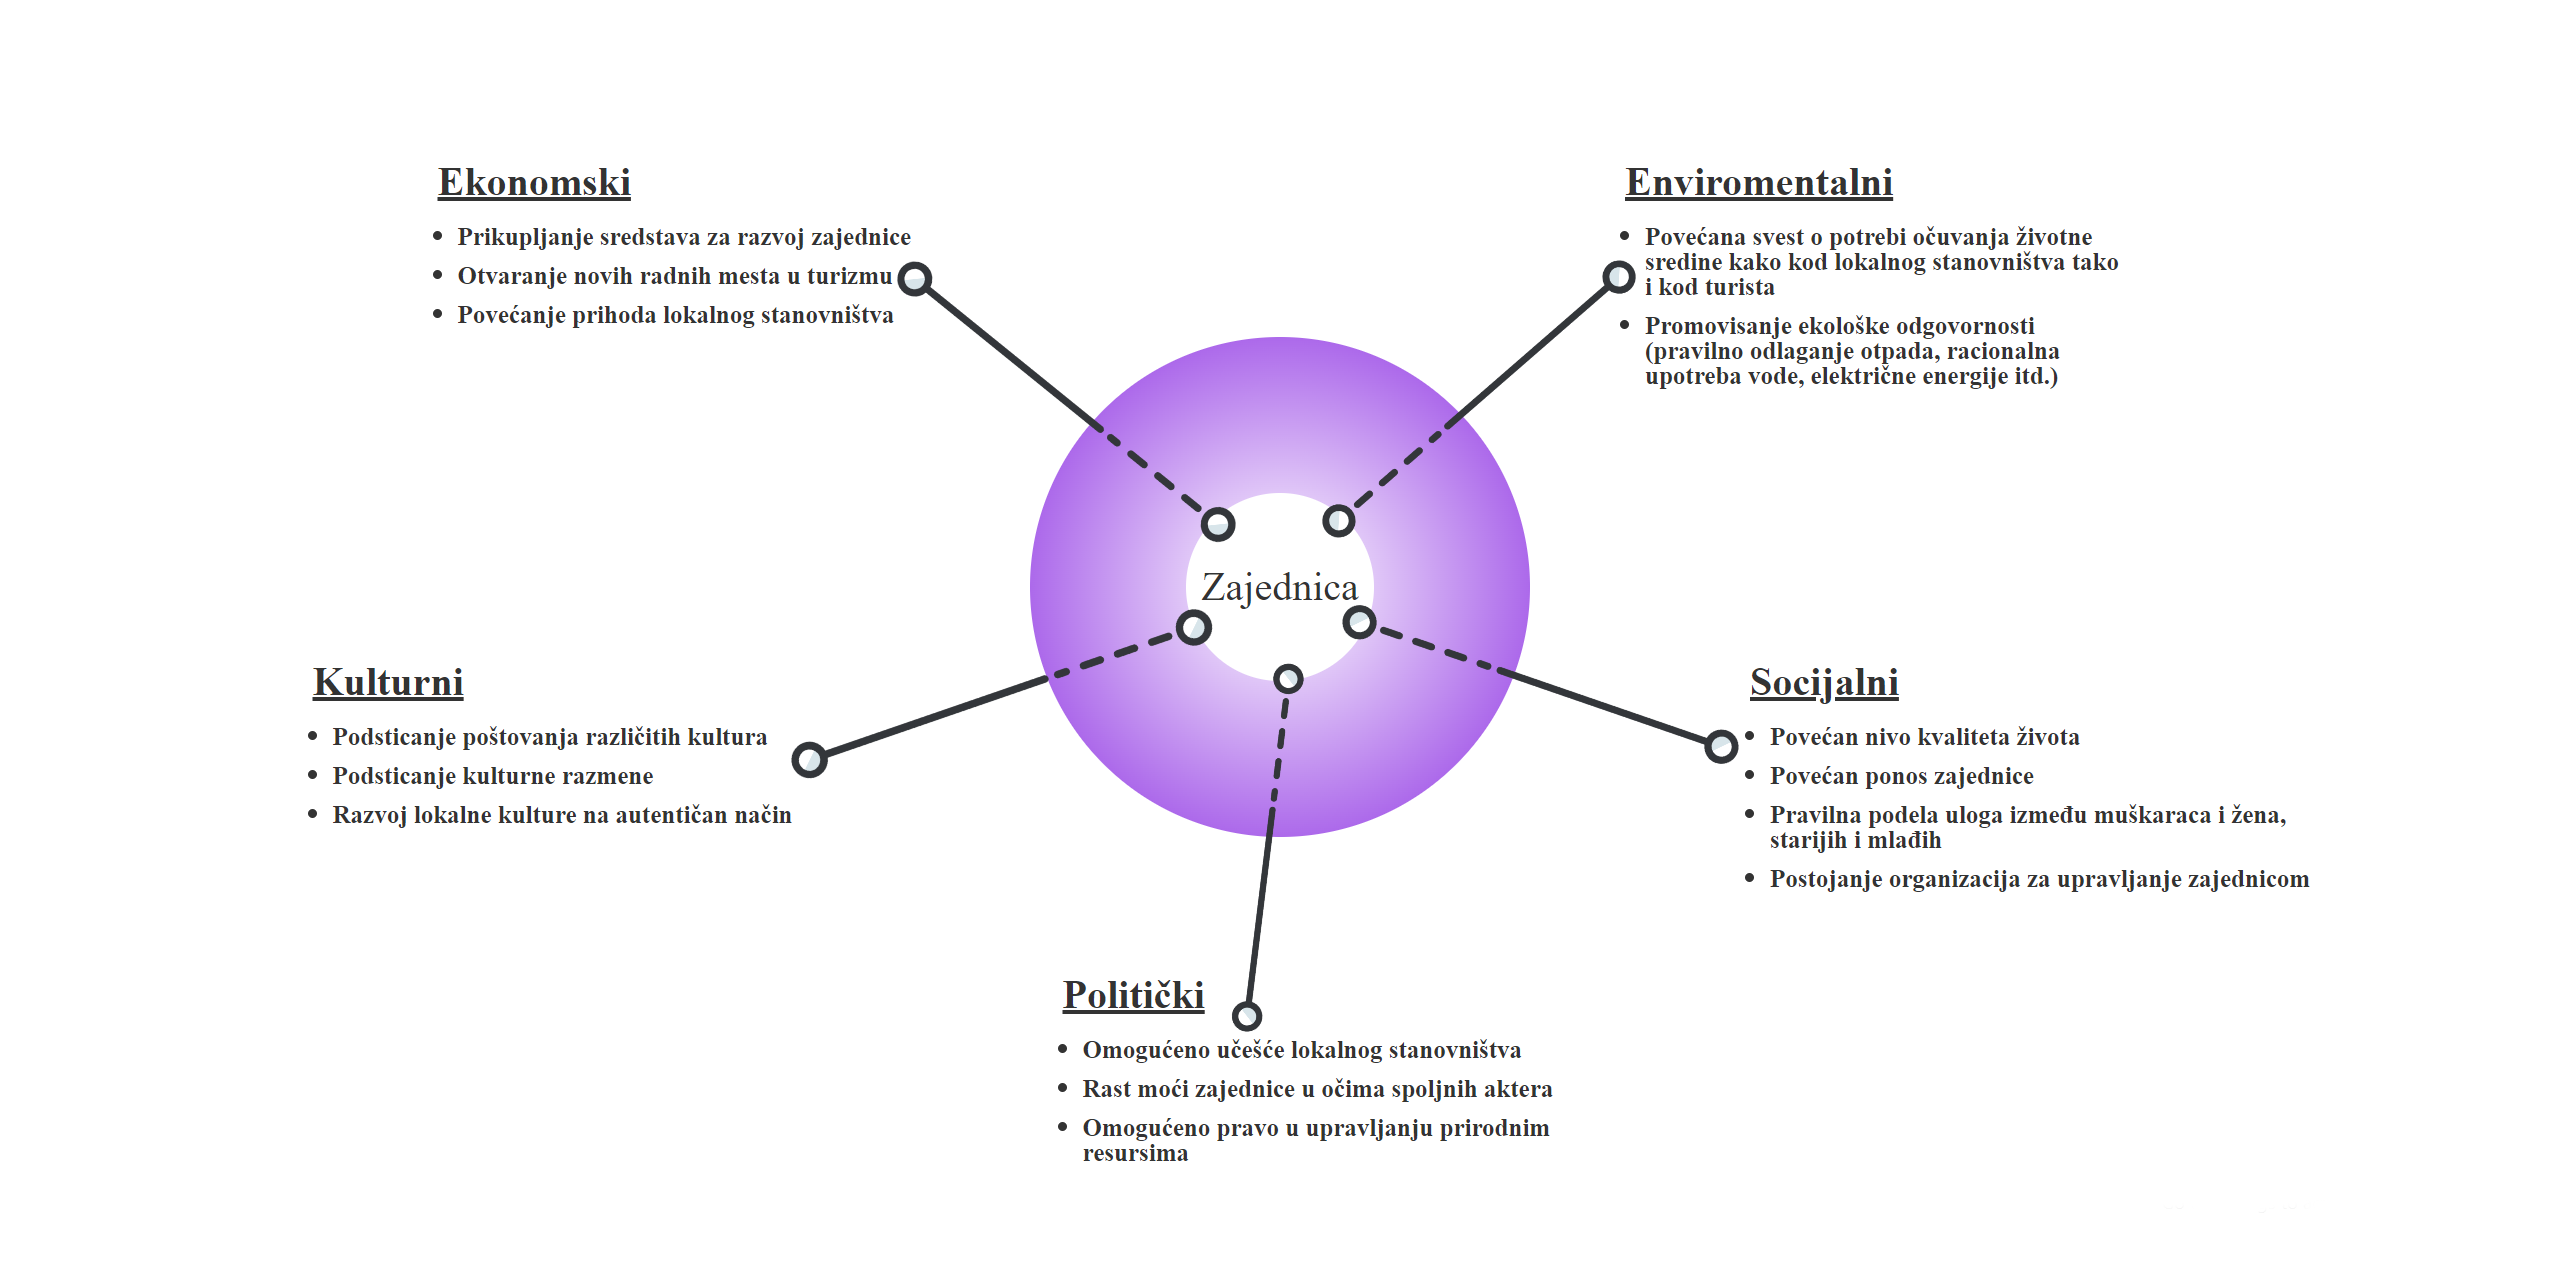 Ekonomski
Prikupljanje sredstava za razvoj zajednice
Otvaranje novih radnih mesta u turizmu
Povećanje prihoda lokalnog stanovništva
Enviromentalni
Povećana svest o potrebi očuvanja životne
sredine kako kod lokalnog stanovništva tako
i kod turista
Promovisanje ekološke odgovornosti
(pravilno odlaganje otpada, racionalna
upotreba vode, električne energije itd.)
Zajednica
Kulturni
Podsticanje poštovanja različitih kultura
Podsticanje kulturne razmene
Razvoj lokalne kulture na autentičan način
Socijalni
Povećan nivo kvaliteta života
Povećan ponos zajednice
Pravilna podela uloga između muškaraca i žena,
starijih i mlađih
Postojanje organizacija za upravljanje zajednicom
Politički
Omogućeno učešće lokalnog stanovništva
Rast moći zajednice u očima spoljnih aktera
Omogućeno pravo u upravljanju prirodnim
resursima